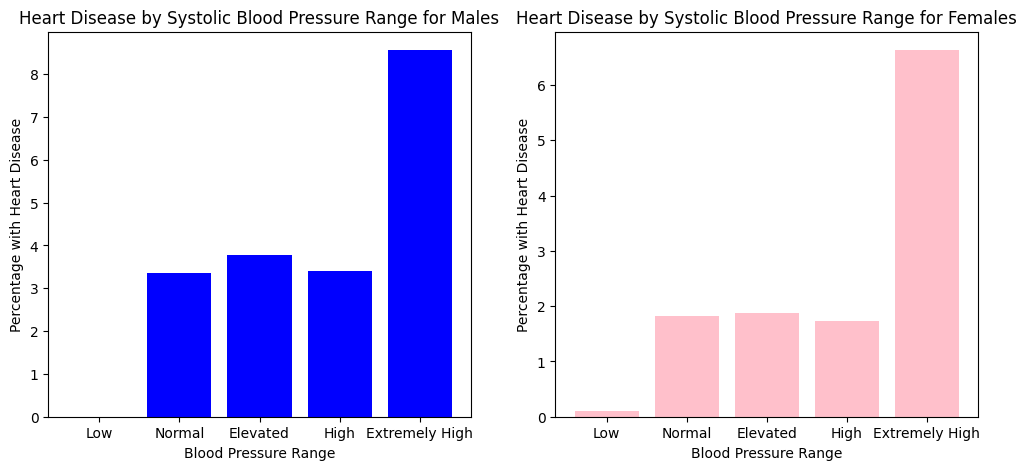 Heart Disease by Systolic Blood Pressure Range for Males
Percentage with Heart Disease
8
7
6
5
4
3
2
1
0
Low Normal Elevated High Extremely High
Blood Pressure Range
Heart Disease by Systolic Blood Pressure Range for Females
Percentage with Heart Disease
6
5
4
3
2
1
0
Low Normal Elevated High Extremely High
Blood Pressure Range